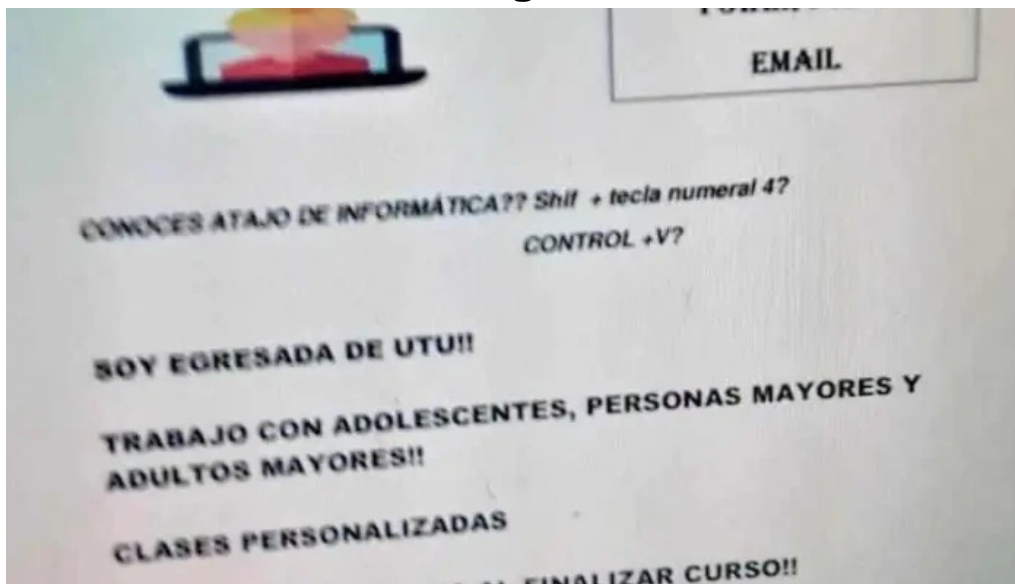 EMAIL
CONOCES ATAJO DE INFORMÁTICA?? Shif + tecla numeral 4?
CONTROL +V?
SOY EGRESADA DE UTU!!
TRABAJO CON ADOLESCENTES, PERSONAS MAYORES Y
ADULTOS MAYORES!!
CLASES PERSONALIZADAS
AL FINALIZAR CURSO!!